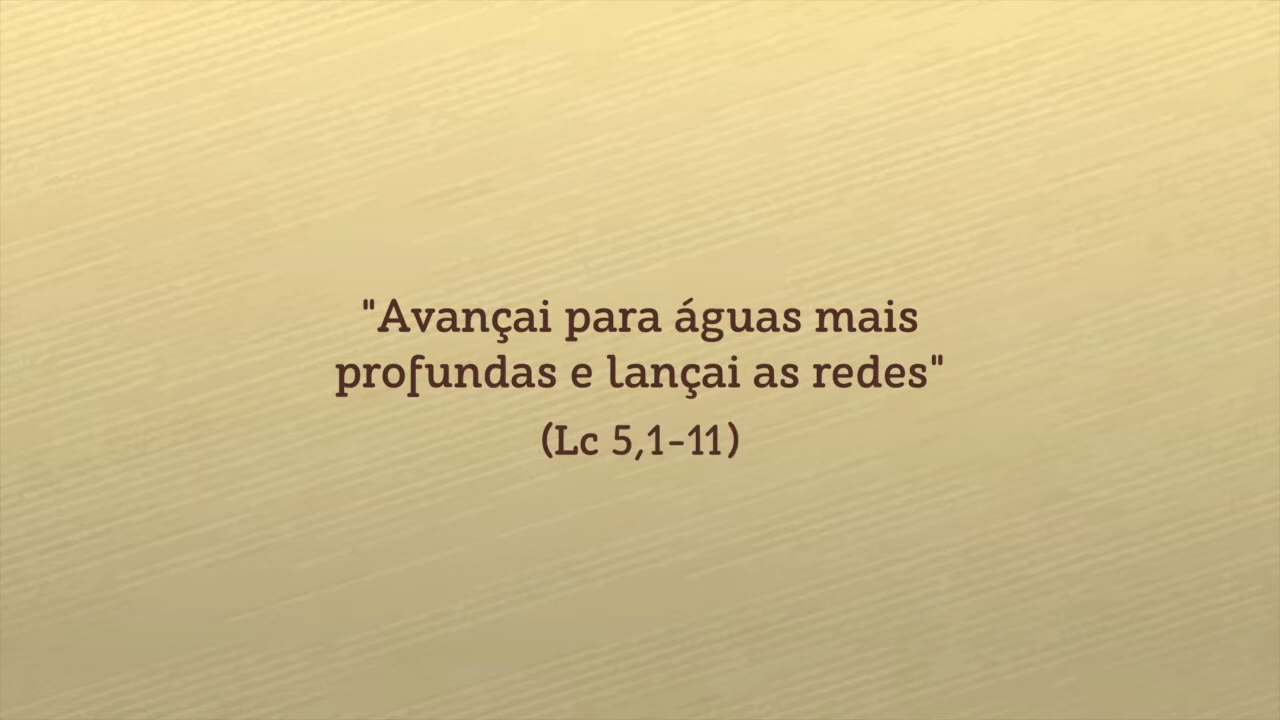 "Avançai para águas mais
profundas e lançai as redes"
(Lc 5,1-11)